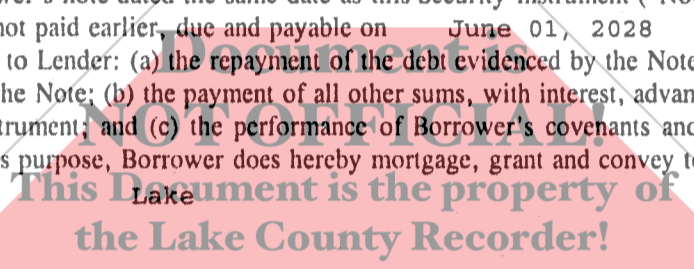 er's note dated the same date as this Security Instrument ("No
not paid earlier, due and payable on June 01, 2028
to Lender: (a) the repayment of the debt evidenced by the Note
he Note; (b) the payment of all other sums, with interest, advan
trument; and (c) the performance of Borrower's covenants and
s purpose, Borrower does hereby mortgage, grant and convey to
Lake
Document is
NOT OFFICIAL!
This Document is the property of
the Lake County Recorder!